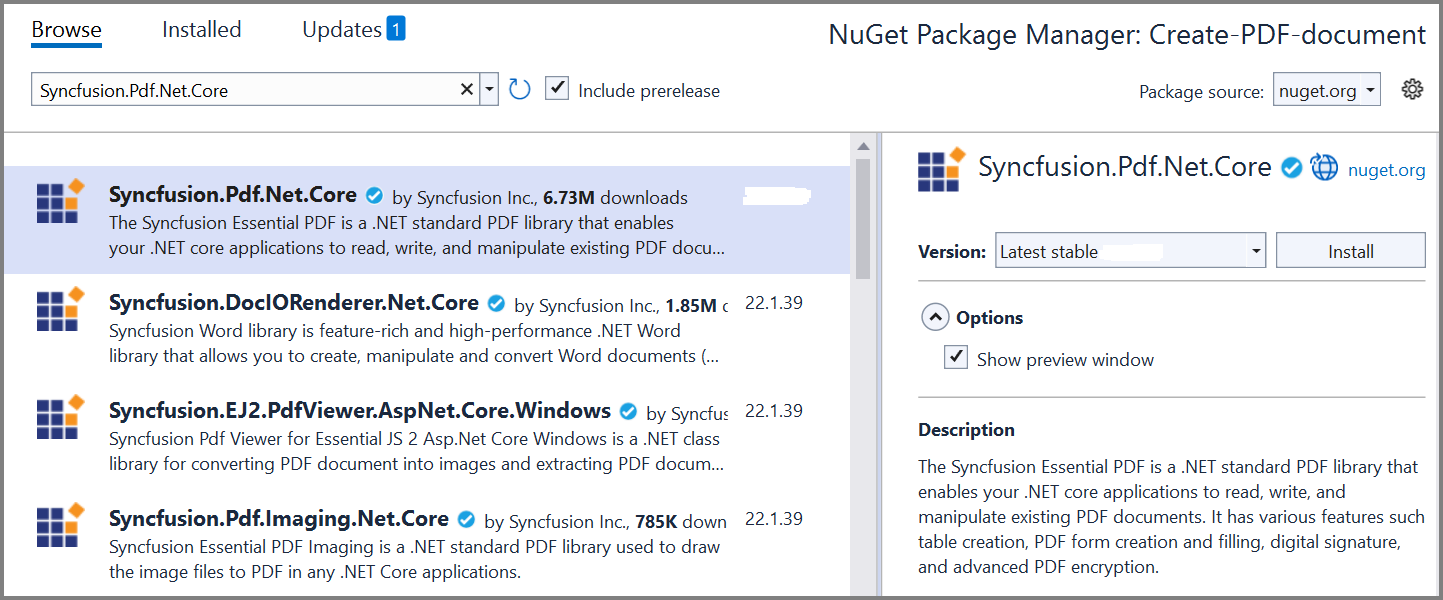 Browse Installed Updates 1
NuGet Package Manager: Create-PDF-document
Syncfusion.Pdf.Net.Core
Include prerelease
Package source: nuget.org
Syncfusion.Pdf.Net.Core by Syncfusion Inc., 6.73M downloads
The Syncfusion Essential PDF is a .NET standard PDF library that enables
your .NET core applications to read, write, and manipulate existing PDF docu...
Syncfusion.DocIORenderer.Net.Core by Syncfusion Inc., 1.85M 22.1.39
Syncfusion Word library is feature-rich and high-performance .NET Word
library that allows you to create, manipulate and convert Word documents (...
Syncfusion.EJ2.PdfViewer.AspNet.Core.Windows by Syncfus 22.1.39
Syncfusion Pdf Viewer for Essential JS 2 Asp.Net Core Windows is a .NET class
library for converting PDF document into images and extracting PDF docum...
Syncfusion.Pdf.Imaging.Net.Core by Syncfusion Inc., 785K down 22.1.39
Syncfusion Essential PDF Imaging is a .NET standard PDF library used to draw
the image files to PDF in any .NET Core applications.
Syncfusion.Pdf.Net.Core nuget.org
Version: Latest stable Install
Options
Show preview window
Description
The Syncfusion Essential PDF is a .NET standard PDF library that
enables your .NET core applications to read, write, and
manipulate existing PDF documents. It has various features such
table creation, PDF form creation and filling, digital signature,
and advanced PDF encryption.